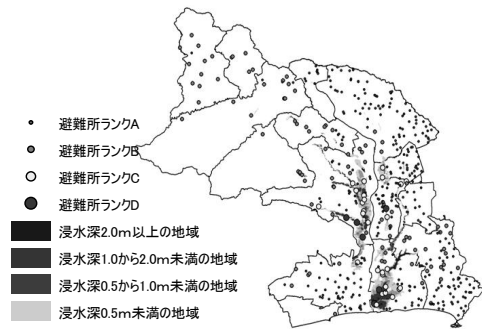 避難所ランクA
避難所ランクB
避難所ランクC
避難所ランクD
浸水深2.0m以上の地域
浸水深1.0から2.0m未満の地域
浸水深0.5から1.0m未満の地域
浸水深0.5m未満の地域